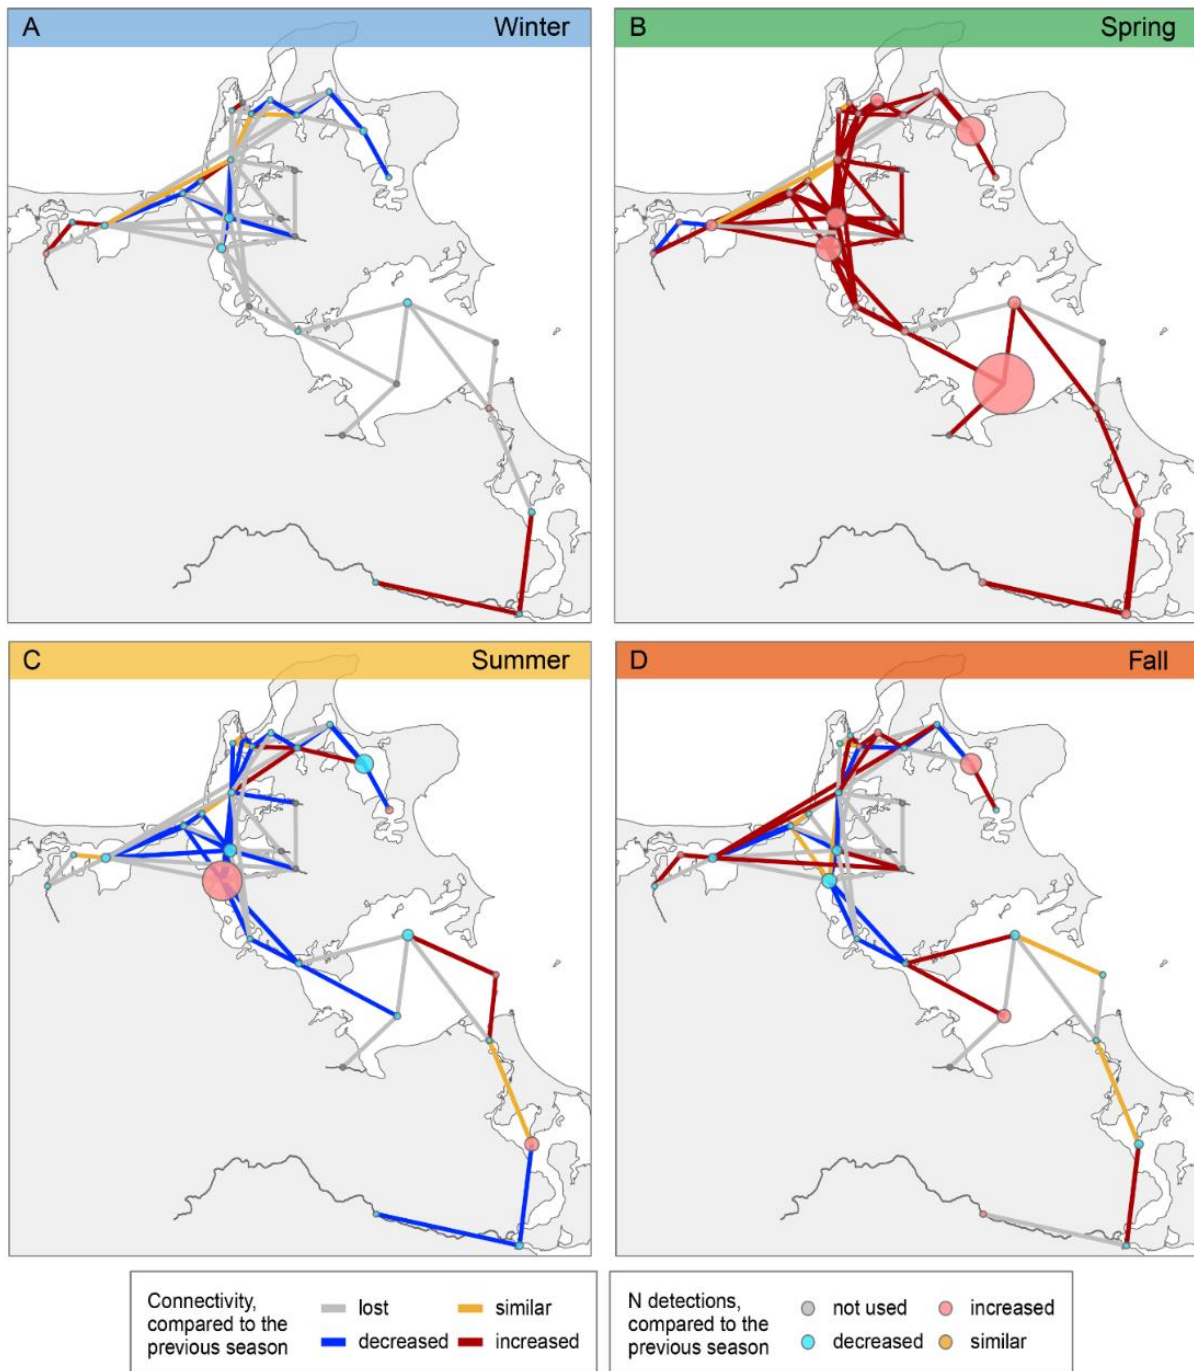 A Winter
B Spring
C Summer
D Fall
Connectivity,
compared to the
previous season
lost
similar
decreased
increased
N detections,
compared to the
previous season
not used
increased
decreased
similar